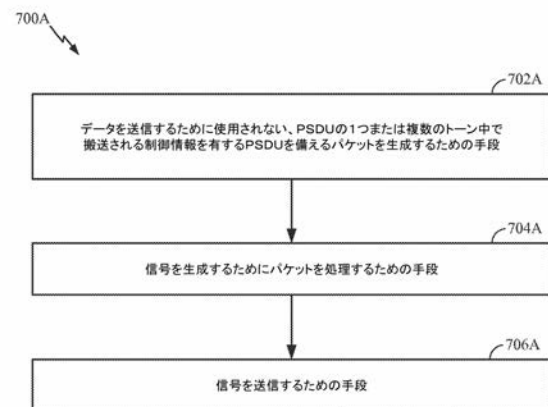 700A
702A
データを送信するために使用されない、PSDUの1つまたは複数のトーン中で
搬送される制御情報を有するPSDUを備えるパケットを生成するための手段
704A
信号を生成するためにパケットを処理するための手段
706A
信号を送信するための手段